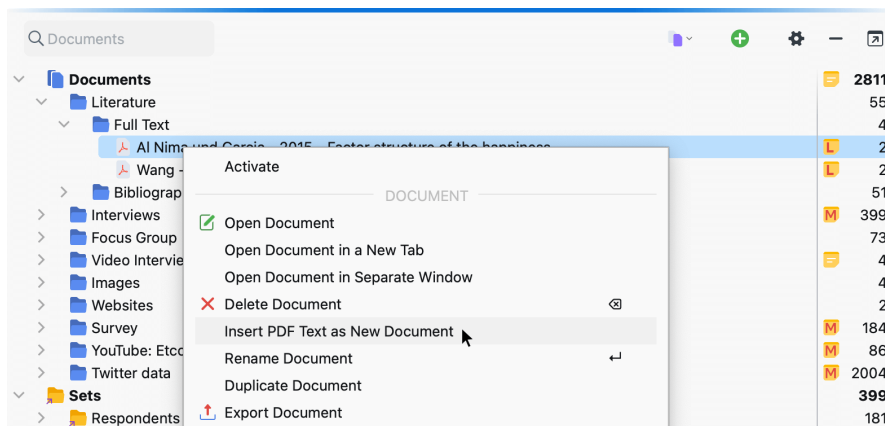 Documents
Documents 2811
Literature 55
Full Text 4
Al Nima und Garcia - 2015 - Factor structure of the happiness L 2
Wang - L 2
Activate
Bibliograp 51
DOCUMENT
Interviews M 399
Open Document
Focus Group 73
Open Document in a New Tab
Video Intervie 4
Open Document in Separate Window
Images 4
Websites 2
Delete Document
Survey M 184
Insert PDF Text as New Document
YouTube: Etco M 86
Rename Document
Twitter data M 2004
Duplicate Document
Sets 399
Export Document
Respondents 181